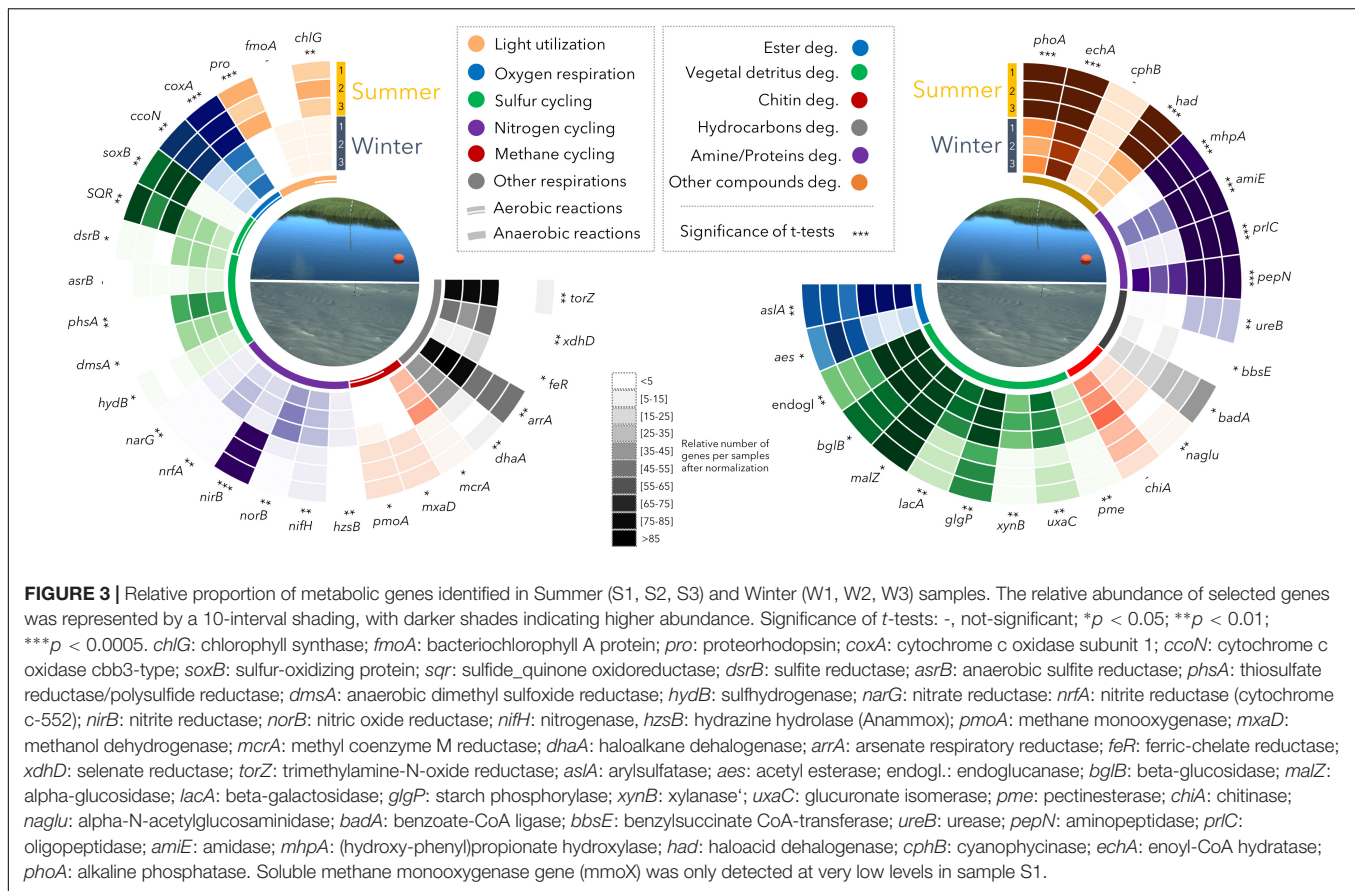 fmoA
-
chlG
**
pro
***
coxA
***
ccoN
**
soxB
**
SQR **
dsrB *
asrB
phsA **
dmsA *
hydB *
narG *
nrfA *
nirB
***
norB
**
nifH
**
hzsB
**
pmoA
*
mxaD
*
mcrA
*
dhaA
**
arrA
**
feR
*
xdhD
**
torZ
**
1
2
3
1
2
3
Summer
Winter
Light utilization
Oxygen respiration
Sulfur cycling
Nitrogen cycling
Methane cycling
Other respirations
Aerobic reactions
Anaerobic reactions
Ester deg.
Vegetal detritus deg.
Chitin deg.
Hydrocarbons deg.
Amine/Proteins deg.
Other compounds deg.
Significance of t-tests ***
<5
[5-15]
[15-25]
[25-35]
[35-45]
[45-55]
[55-65]
[65-75]
[75-85]
>85
Relative number of
genes per samples
after normalization
Summer
Winter
1
2
3
1
2
3
phoA
***
echA
***
cphB
-
had
***
mhpA
***
amiE
***
prlC
***
pepN
***
ureB
**
bbsE
*
badA
*
naglu
**
chiA
-
pme
**
uxaC
**
xynB
**
glgP
**
lacA
**
malZ
*
bglB *
endogl **
aes *
aslA **
FIGURE 3 | Relative proportion of metabolic genes identified in Summer (S1, S2, S3) and Winter (W1, W2, W3) samples. The relative abundance of selected genes
was represented by a 10-interval shading, with darker shades indicating higher abundance. Significance of t-tests: -, not-significant; *p < 0.05; **p < 0.01;
***p < 0.0005. chlG: chlorophyll synthase; fmoA: bacteriochlorophyll A protein; pro: proteorhodopsin; coxA: cytochrome c oxidase subunit 1; ccoN: cytochrome c
oxidase cbb3-type; soxB: sulfur-oxidizing protein; sqr: sulfide_quinone oxidoreductase; dsrB: sulfite reductase; asrB: anaerobic sulfite reductase; phsA: thiosulfate
reductase/polysulfide reductase; dmsA: anaerobic dimethyl sulfoxide reductase; hydB: sulfhydrogenase; narG: nitrate reductase: nrfA: nitrite reductase (cytochrome
c-552); nirB: nitrite reductase; norB: nitric oxide reductase; nifH: nitrogenase, hzsB: hydrazine hydrolase (Anammox); pmoA: methane monooxygenase; mxaD:
methanol dehydrogenase; mcrA: methyl coenzyme M reductase; dhaA: haloalkane dehalogenase; arrA: arsenate respiratory reductase; feR: ferric-chelate reductase;
xdhD: selenate reductase; torZ: trimethylamine-N-oxide reductase; aslA: arylsulfatase; aes: acetyl esterase; endogl.: endoglucanase; bglB: beta-glucosidase; malZ:
alpha-glucosidase; lacA: beta-galactosidase; glgP: starch phosphorylase; xynB: xylanase‘; uxaC: glucuronate isomerase; pme: pectinesterase; chiA: chitinase;
naglu: alpha-N-acetylglucosaminidase; badA: benzoate-CoA ligase; bbsE: benzylsuccinate CoA-transferase; ureB: urease; pepN: aminopeptidase; prlC:
oligopeptidase; amiE: amidase; mhpA: (hydroxy-phenyl)propionate hydroxylase; had: haloacid dehalogenase; cphB: cyanophycinase; echA: enoyl-CoA hydratase;
phoA: alkaline phosphatase. Soluble methane monooxygenase gene (mmoX) was only detected at very low levels in sample S1.